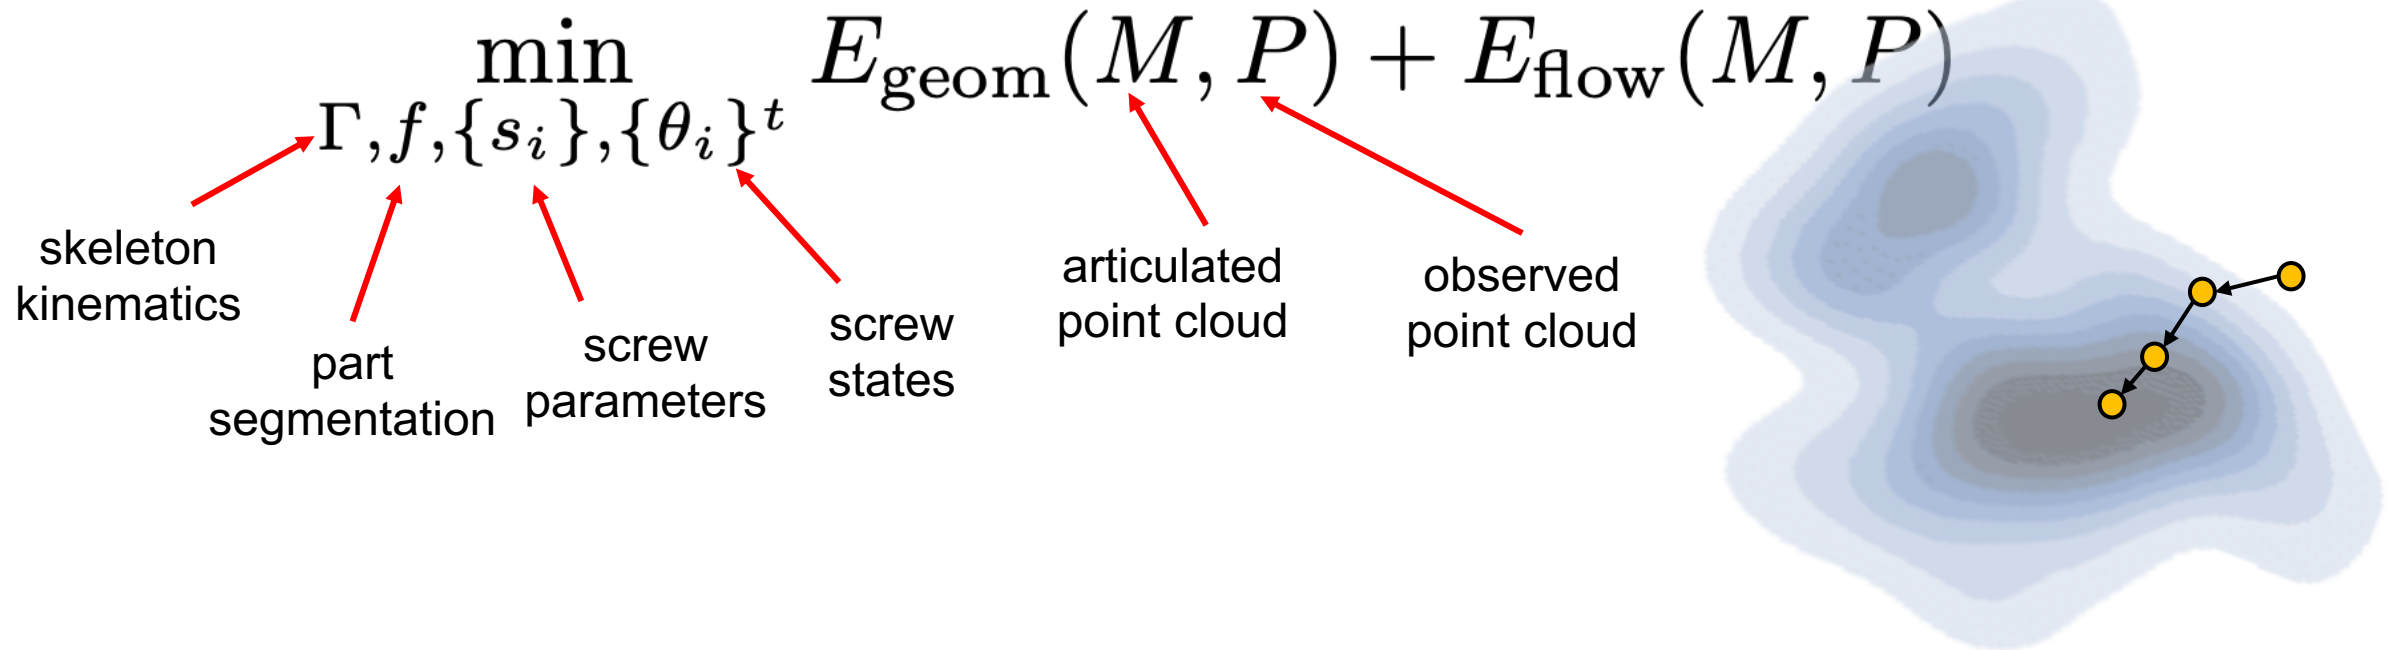 min E_geom(M, P) + E_flow(M, P)
Γ, f, {s_i}, {θ_i}^t
skeleton
kinematics
part
segmentation
screw
parameters
screw
states
articulated
point cloud
observed
point cloud